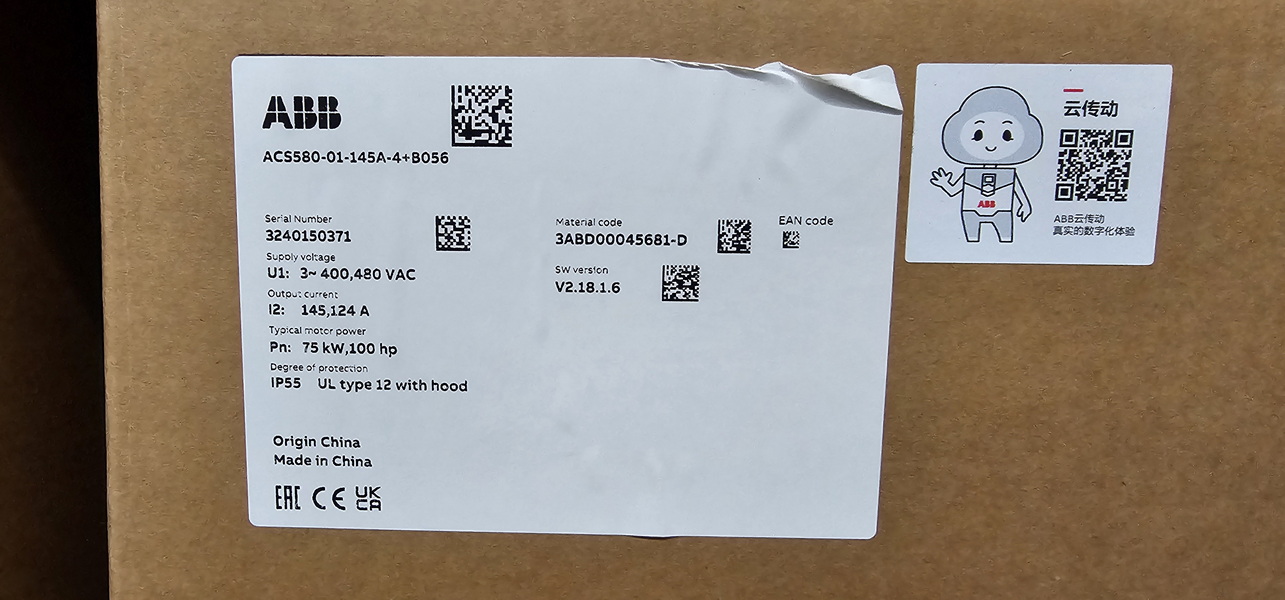 ABB
ACS580-01-145A-4+B056
Serial Number
3240150371
Supply voltage
U1: 3~ 400,480 VAC
Output current
I2: 145,124 A
Typical motor power
Pn: 75 kW,100 hp
Degree of protection
IP55 UL type 12 with hood
Origin China
Made in China
EAC CE UK
CA
Material code
3ABD00045681-D
SW version
V2.18.1.6
EAN code
云传动
ABB
ABB云传动
真实的数字化体验